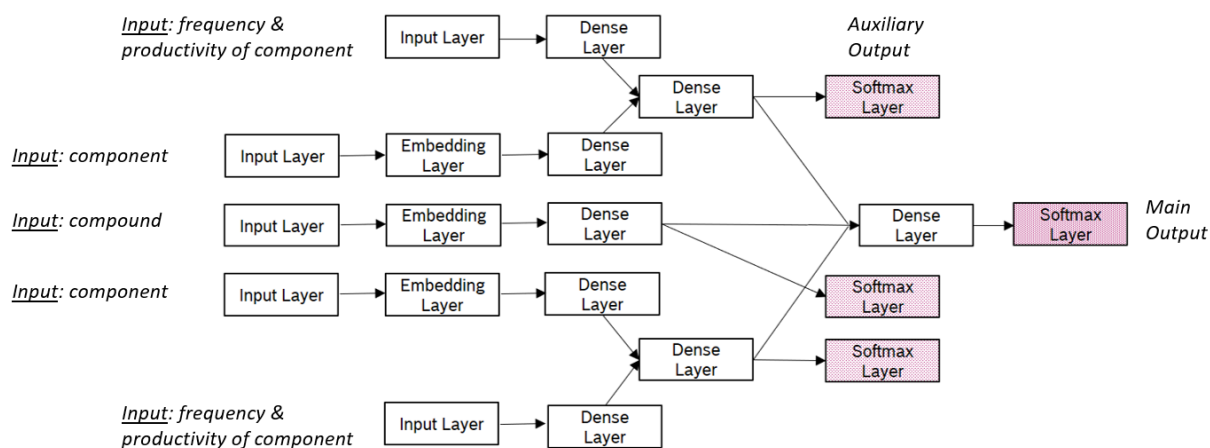 Input: frequency &
productivity of component
Input Layer
Dense
Layer
Auxiliary
Output
Dense
Layer
Softmax
Layer
Input: component
Input Layer
Embedding
Layer
Dense
Layer
Input: compound
Input Layer
Embedding
Layer
Dense
Layer
Dense
Layer
Softmax
Layer
Main
Output
Input: component
Input Layer
Embedding
Layer
Dense
Layer
Softmax
Layer
Dense
Layer
Softmax
Layer
Input: frequency &
productivity of component
Input Layer
Dense
Layer